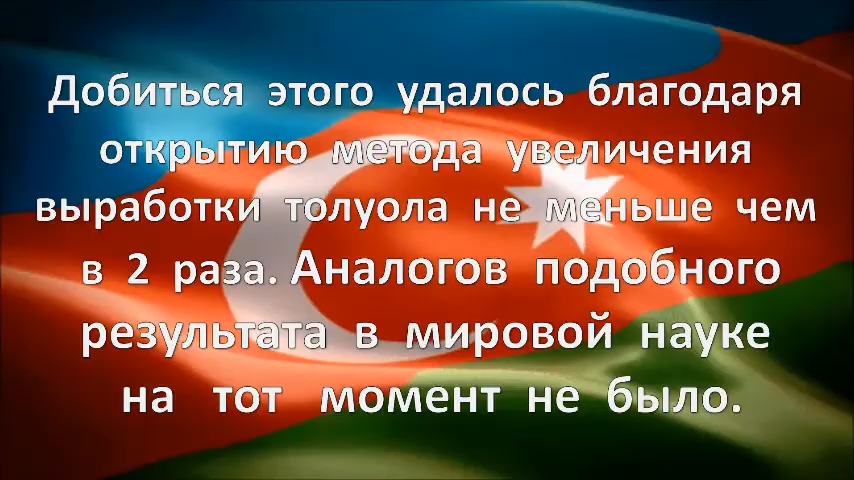 Добиться этого удалось благодаря
открытию метода увеличения
выработки толуола не меньше чем
в 2 раза. Аналогов подобного
результата в мировой науке
на тот момент не было.